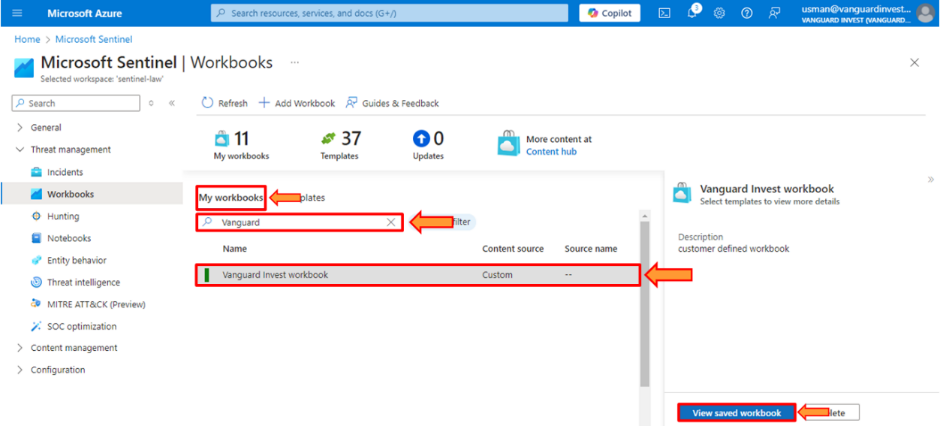 Microsoft Azure
Search resources, services, and docs (G+/)
Copilot
3
usman@vanguardinvest...
VANGUARD INVEST (VANGUARD...
Home > Microsoft Sentinel
Microsoft Sentinel | Workbooks ...
Selected workspace: 'sentinel-law'
Search
Refresh
Add Workbook
Guides & Feedback
General
Threat management
Incidents
Workbooks
Hunting
Notebooks
Entity behavior
Threat intelligence
MITRE ATT&CK (Preview)
SOC optimization
Content management
Configuration
11
My workbooks
37
Templates
0
Updates
More content at
Content hub
My workbooks
plates
Vanguard
filter
Name
Content source
Source name
Vanguard Invest workbook
Custom
--
Vanguard Invest workbook
Select templates to view more details
Description
customer defined workbook
View saved workbook
lete